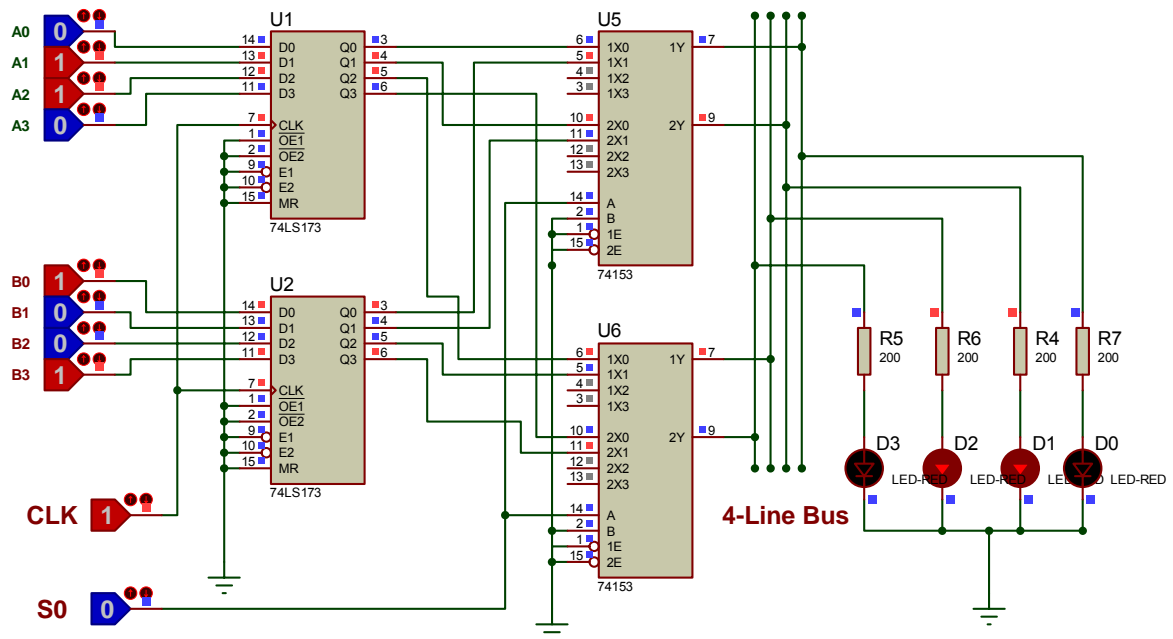 A0 0
A1 1
A2 1
A3 0
B0 1
B1 0
B2 0
B3 1
CLK 1
S0 0
U1
14 D0 Q0 3
13 D1 Q1 4
12 D2 Q2 5
11 D3 Q3 6
7 CLK
1 OE1
2 OE2
9 E1
10 E2
15 MR
74LS173
U2
14 D0 Q0 3
13 D1 Q1 4
12 D2 Q2 5
11 D3 Q3 6
7 CLK
1 OE1
2 OE2
9 E1
10 E2
15 MR
74LS173
U5
6 1X0 1Y 7
5 1X1
4 1X2
3 1X3
10 2X0 2Y 9
11 2X1
12 2X2
13 2X3
14 A
2 B
1 1E
15 2E
74153
U6
6 1X0 1Y 7
5 1X1
4 1X2
3 1X3
10 2X0 2Y 9
11 2X1
12 2X2
13 2X3
14 A
2 B
1 1E
15 2E
74153
4-Line Bus
R5
200
R6
200
R4
200
R7
200
D3
LED-RED
D2
LED-RED
D1
LED-RED
D0
LED-RED